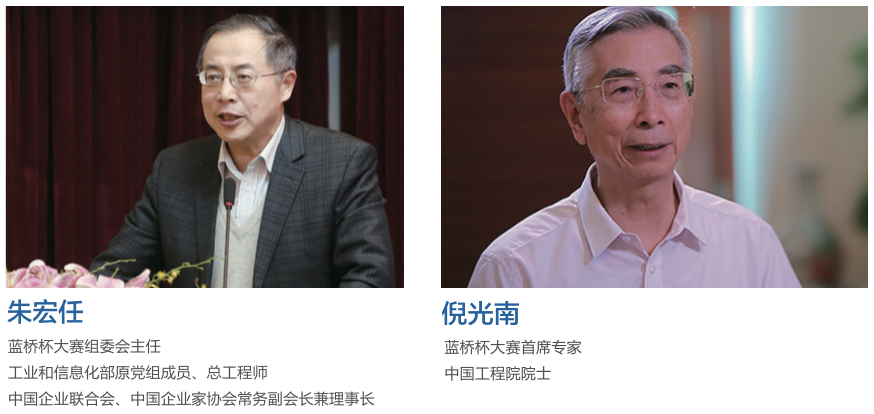 朱宏任
蓝桥杯大赛组委会主任
工业和信息化部原党组成员、总工程师
中国企业联合会、中国企业家协会常务副会长兼理事长
倪光南
蓝桥杯大赛首席专家
中国工程院院士